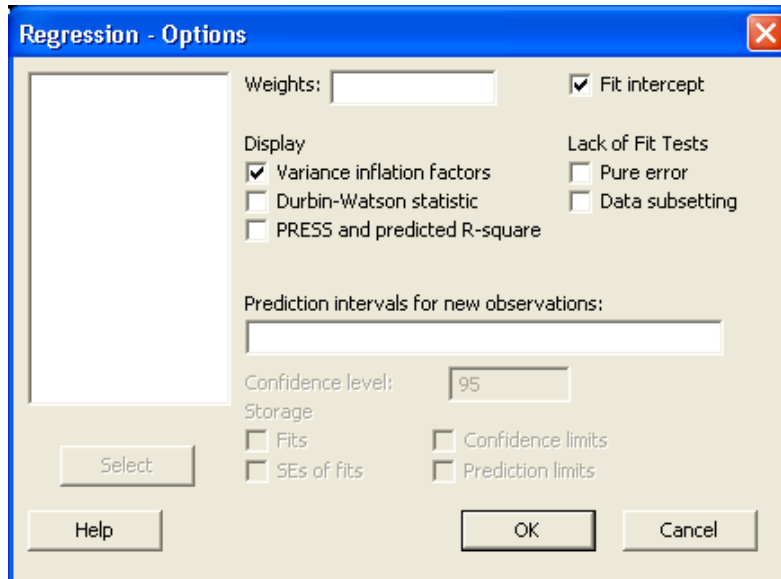 Regression - Options
Weights:
Fit intercept
Display
Lack of Fit Tests
Variance inflation factors
Pure error
Durbin-Watson statistic
Data subsetting
PRESS and predicted R-square
Prediction intervals for new observations:
Confidence level: 95
Storage
Fits
Confidence limits
SEs of fits
Prediction limits
Select
Help
OK
Cancel